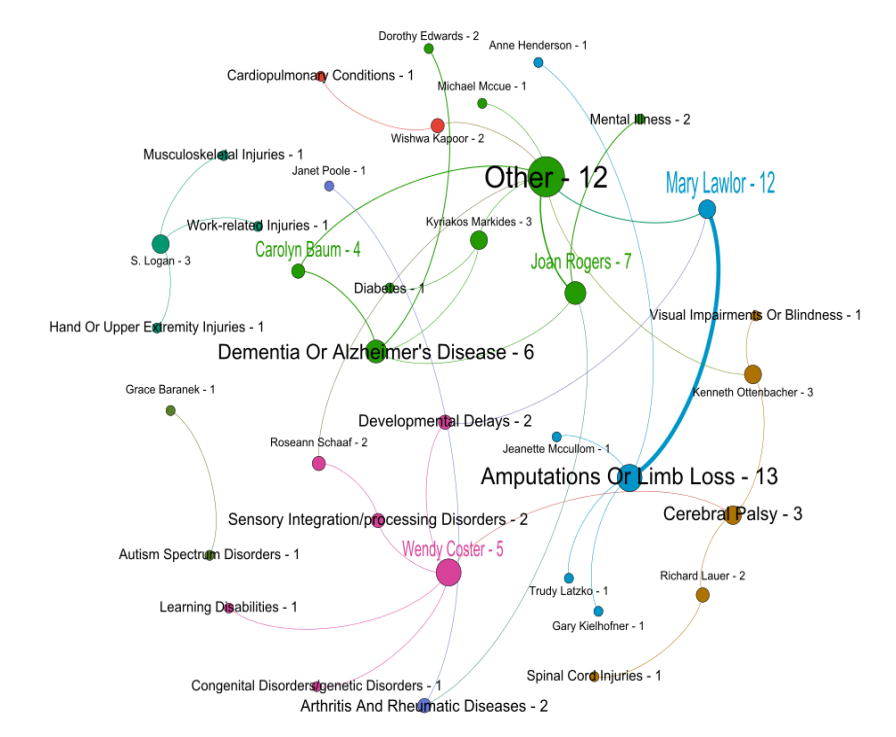 Dorothy Edwards - 2
Anne Henderson - 1
Cardiopulmonary Conditions - 1
Michael Mccue - 1
Mental Illness - 2
Wishwa Kapoor - 2
Musculoskeletal Injuries - 1
Janet Poole - 1
Other - 12
Mary Lawlor - 12
Work-related Injuries - 1
Kyriakos Markides - 3
Carolyn Baum - 4
S. Logan - 3
Joan Rogers - 7
Diabetes - 1
Visual Impairments Or Blindness - 1
Hand Or Upper Extremity Injuries - 1
Dementia Or Alzheimer's Disease - 6
Grace Baranek - 1
Kenneth Ottenbacher - 3
Developmental Delays - 2
Roseann Schaaf - 2
Jeanette Mccullom - 1
Amputations Or Limb Loss - 13
Sensory Integration/processing Disorders - 2
Cerebral Palsy - 3
Wendy Coster - 5
Autism Spectrum Disorders - 1
Richard Lauer - 2
Trudy Latzko - 1
Learning Disabilities - 1
Gary Kielhofner - 1
Spinal Cord Injuries - 1
Congenital Disorders/genetic Disorders - 1
Arthritis And Rheumatic Diseases - 2